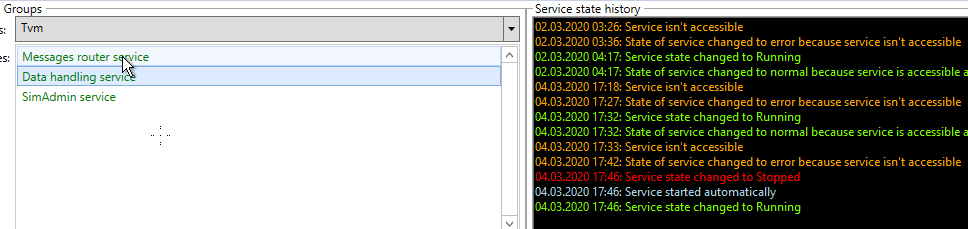 Groups
s:
Tvm
es:
Messages router service
Data handling service
SimAdmin service
Service state history
02.03.2020 03:26: Service isn't accessible
02.03.2020 03:36: State of service changed to error because service isn't accessible
02.03.2020 04:17: Service state changed to Running
02.03.2020 04:17: State of service changed to normal because service is accessible a
04.03.2020 17:18: Service isn't accessible
04.03.2020 17:27: State of service changed to error because service isn't accessible
04.03.2020 17:32: Service state changed to Running
04.03.2020 17:32: State of service changed to normal because service is accessible a
04.03.2020 17:33: Service isn't accessible
04.03.2020 17:42: State of service changed to error because service isn't accessible
04.03.2020 17:46: Service state changed to Stopped
04.03.2020 17:46: Service started automatically
04.03.2020 17:46: Service state changed to Running